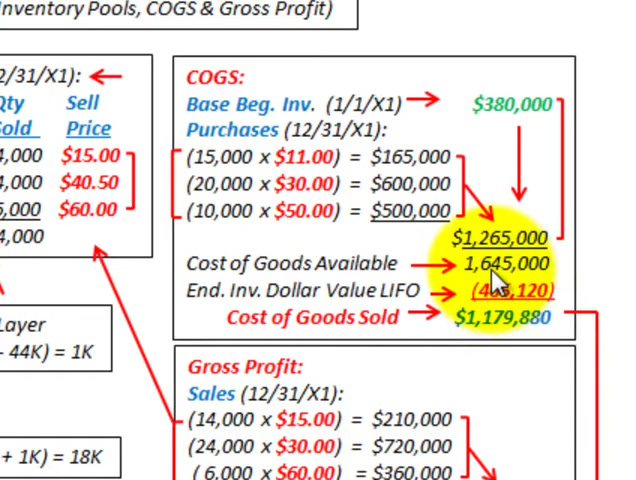 nventory Pools, COGS & Gross Profit)
2/31/X1):
Qty Sell
Sold Price
4,000 $15.00
4,000 $40.50
6,000 $60.00
4,000
Layer
- 44K) = 1K
+ 1K) = 18K
COGS:
Base Beg. Inv. (1/1/X1) $380,000
Purchases (12/31/X1):
(15,000 x $11.00) = $165,000
(20,000 x $30.00) = $600,000
(10,000 x $50.00) = $500,000
$1,265,000
Cost of Goods Available 1,645,000
End. Inv. Dollar Value LIFO
Cost of Goods Sold $1,179,880
Gross Profit:
Sales (12/31/X1):
(14,000 x $15.00) = $210,000
(24,000 x $30.00) = $720,000
( 6,000 x $60.00) = $360,000